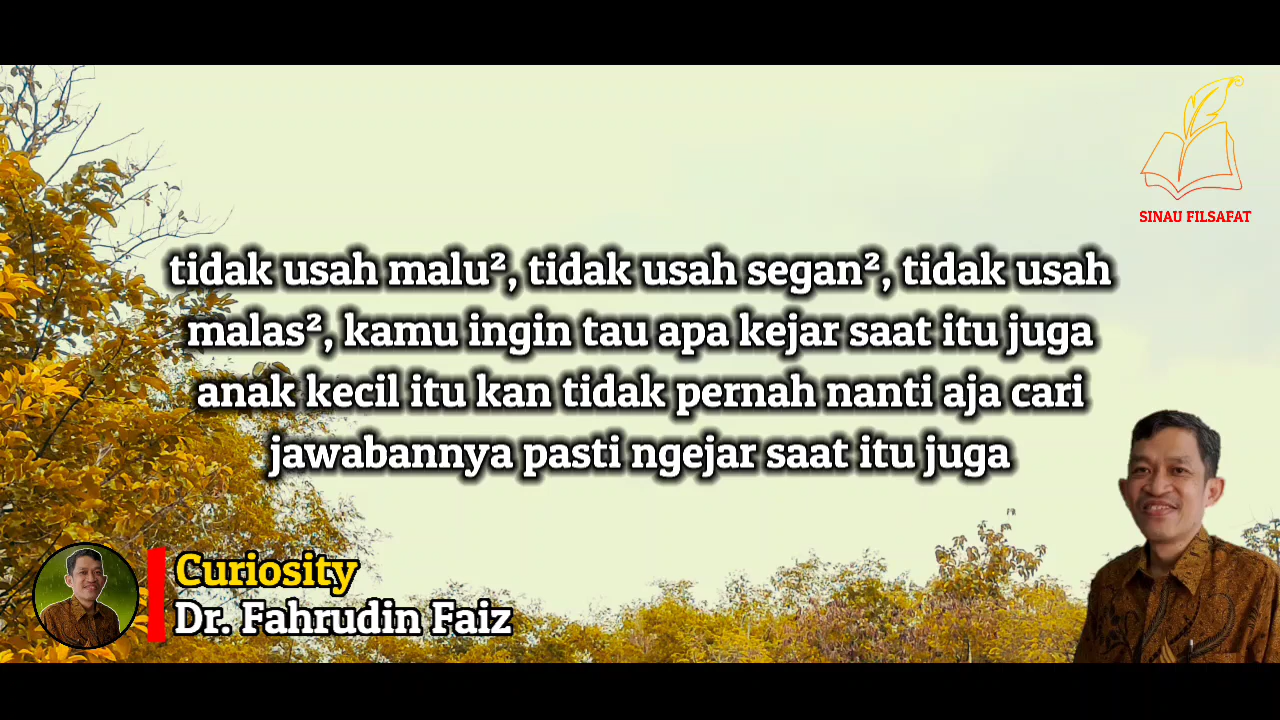 SINAU FILSAFAT
tidak usah malu², tidak usah segan², tidak usah
malas², kamu ingin tau apa kejar saat itu juga
anak kecil itu kan tidak pernah nanti aja cari
jawabannya pasti ngejar saat itu juga
Curiosity
Dr. Fahrudin Faiz